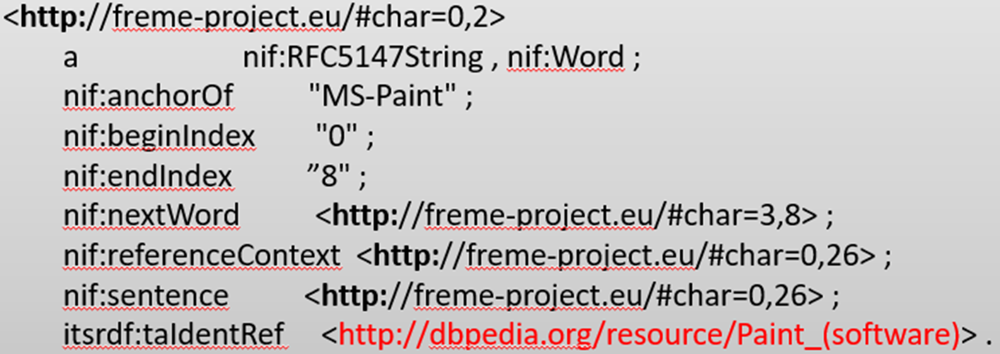 <http://freme-project.eu/#char=0,2>
a nif:RFC5147String , nif:Word ;
nif:anchorOf "MS-Paint" ;
nif:beginIndex "0" ;
nif:endIndex ”8" ;
nif:nextWord <http://freme-project.eu/#char=3,8> ;
nif:referenceContext <http://freme-project.eu/#char=0,26> ;
nif:sentence <http://freme-project.eu/#char=0,26> ;
itsrdf:taIdentRef <http://dbpedia.org/resource/Paint_(software)> .